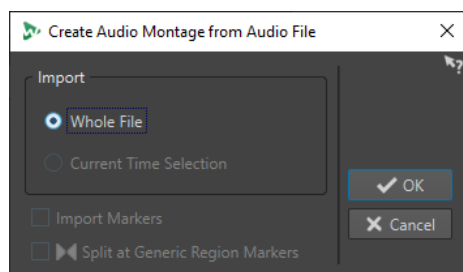 Create Audio Montage from Audio File
Import
Whole File
Current Time Selection
OK
Import Markers
Cancel
Split at Generic Region Markers